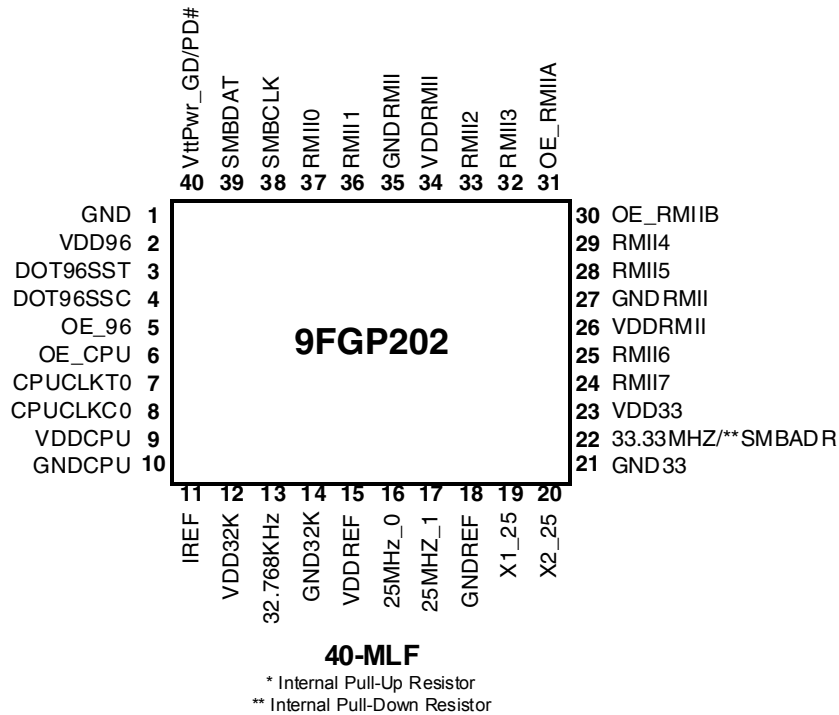 VttPwr_GD/PD#
SMBDAT
SMBCLK
RMII0
RMII1
GNDRMII
VDDRMII
RMII2
RMII3
OE_RMIIA
40 39 38 37 36 35 34 33 32 31
GND 1
VDD96 2
DOT96SST 3
DOT96SSC 4
OE_96 5
OE_CPU 6
CPUCLKT0 7
CPUCLKC0 8
VDDCPU 9
GNDCPU 10
9FGP202
30 OE_RMIIB
29 RMII4
28 RMII5
27 GNDRMII
26 VDDRMII
25 RMII6
24 RMII7
23 VDD33
22 33.33MHZ/**SMBADR
21 GND33
11 12 13 14 15 16 17 18 19 20
IREF
VDD32K
32.768KHz
GND32K
VDDREF
25MHz_0
25MHZ_1
GNDREF
X1_25
X2_25
40-MLF
* Internal Pull-Up Resistor
** Internal Pull-Down Resistor